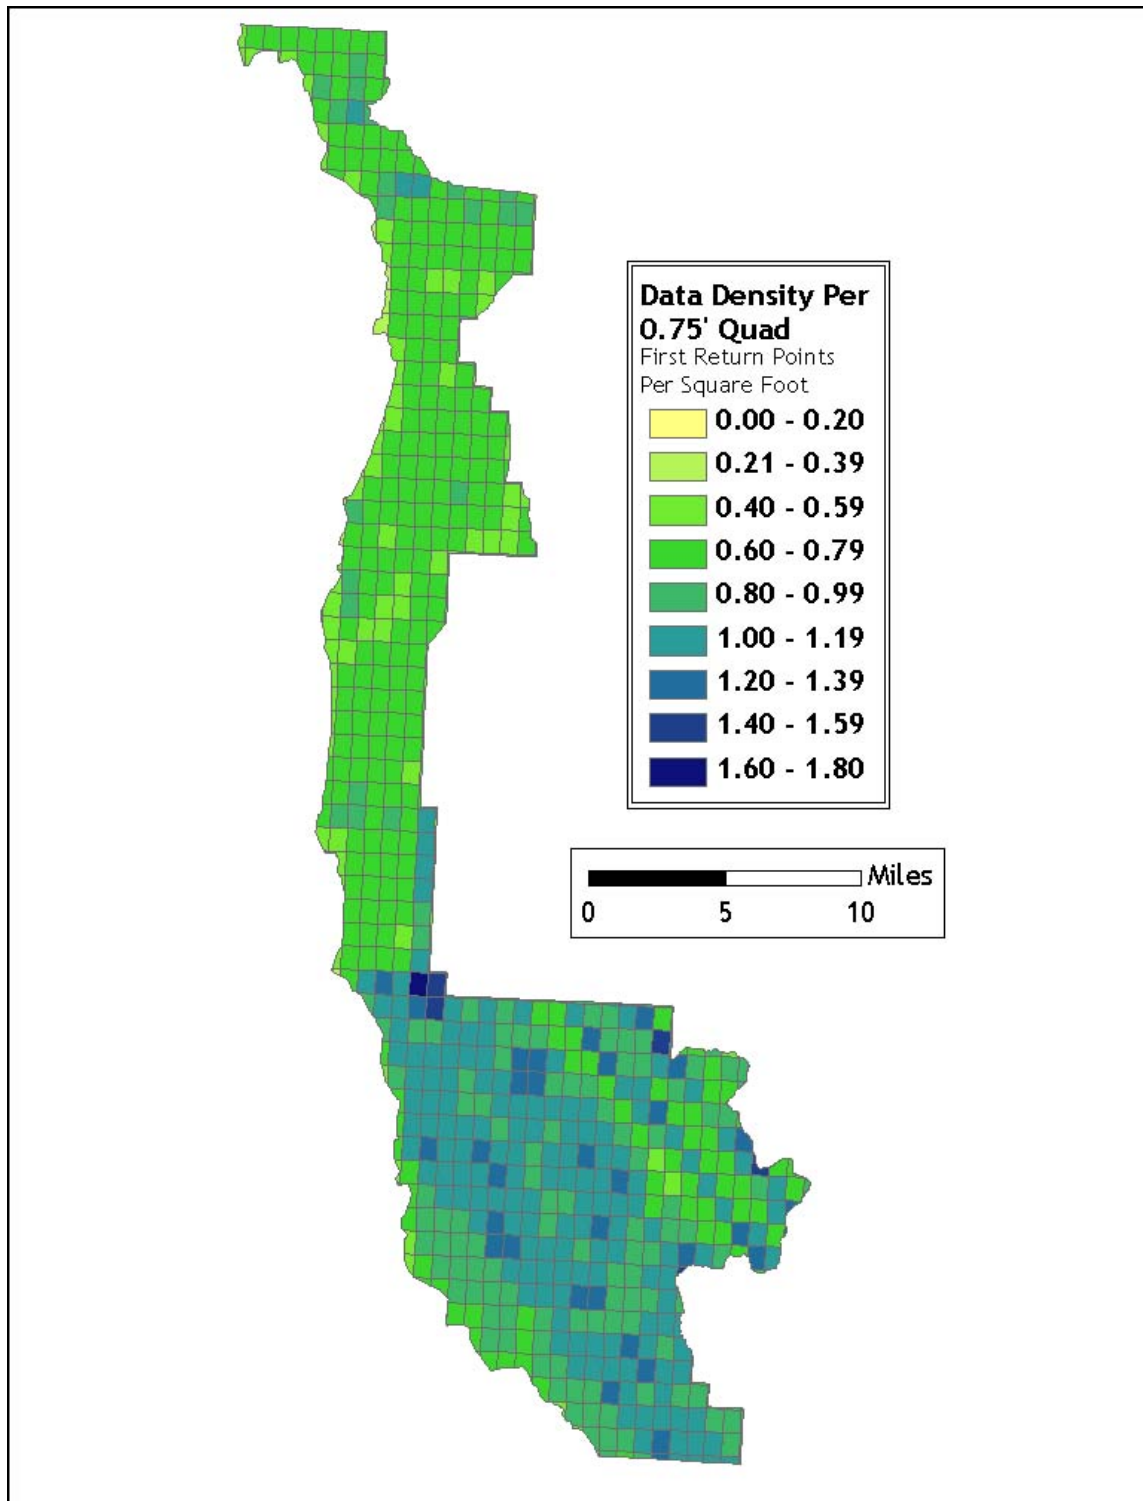 Data Density Per
0.75' Quad
First Return Points
Per Square Foot
0.00 - 0.20
0.21 - 0.39
0.40 - 0.59
0.60 - 0.79
0.80 - 0.99
1.00 - 1.19
1.20 - 1.39
1.40 - 1.59
1.60 - 1.80
Miles
0 5 10